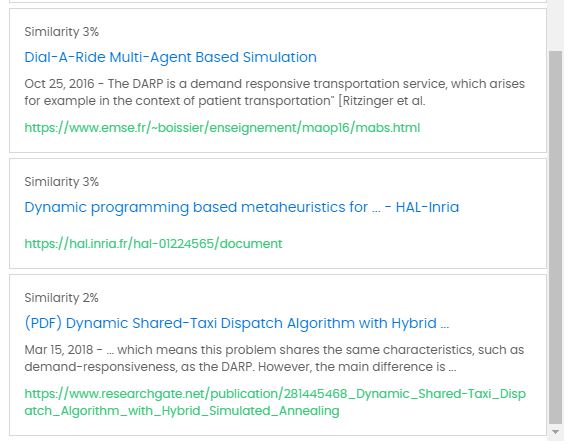 Similarity 3%
Dial-A-Ride Multi-Agent Based Simulation
Oct 25, 2016 - The DARP is a demand responsive transportation service, which arises
for example in the context of patient transportation" [Ritzinger et al.
https://www.emse.fr/~boissier/enseignement/maop16/mabs.html
Similarity 3%
Dynamic programming based metaheuristics for ... - HAL-Inria
https://hal.inria.fr/hal-01224565/document
Similarity 2%
(PDF) Dynamic Shared-Taxi Dispatch Algorithm with Hybrid ...
Mar 15, 2018 - ... which means this problem shares the same characteristics, such as
demand-responsiveness, as the DARP. However, the main difference is ...
https://www.researchgate.net/publication/281445468_Dynamic_Shared-Taxi_Disp
atch_Algorithm_with_Hybrid_Simulated_Annealing